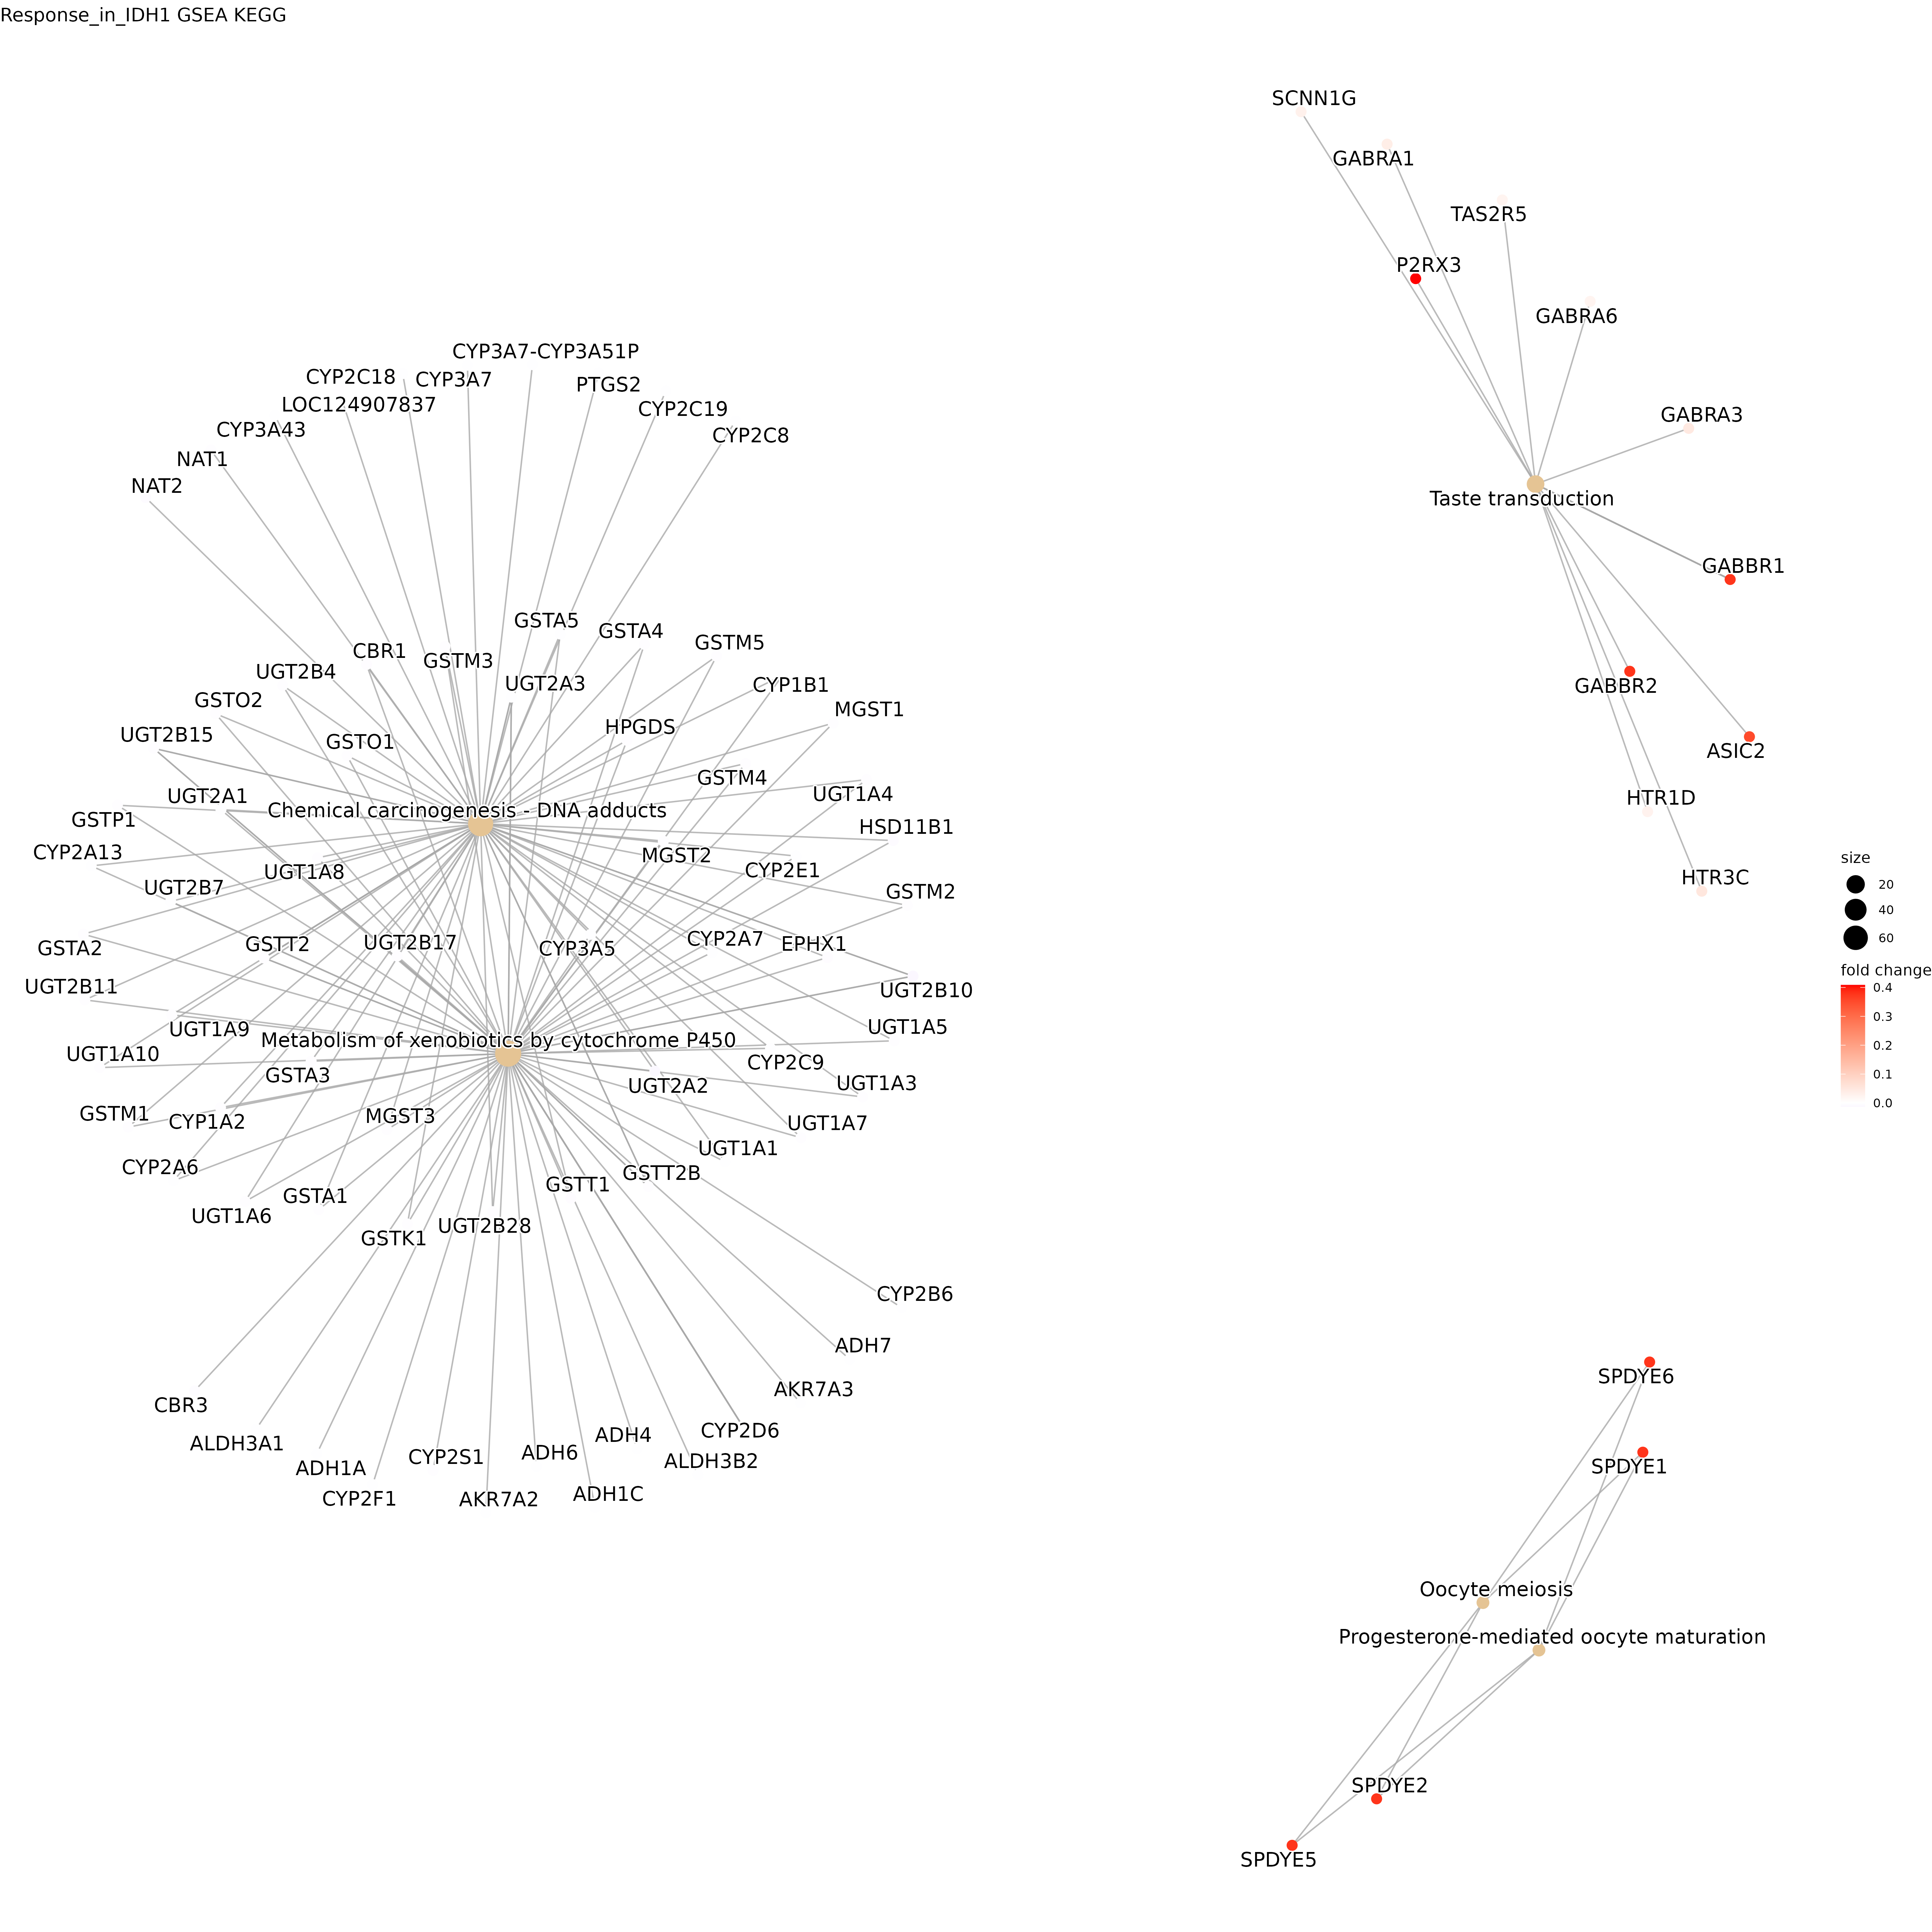 Response_in_IDH1 GSEA KEGG
SCNN1G
GABRA1
TAS2R5
P2RX3
GABRA6
GABRA3
Taste transduction
GABBR1
GABBR2
ASIC2
HTR1D
HTR3C
CYP3A7-CYP3A51P
CYP2C18
CYP3A7
PTGS2
LOC124907837
CYP2C19
CYP3A43
CYP2C8
NAT1
NAT2
GSTA5
GSTA4
GSTM5
CBR1
GSTM3
UGT2B4
UGT2A3
CYP1B1
GSTO2
MGST1
UGT2B15
GSTO1
HPGDS
GSTM4
UGT2A1
UGT1A4
Chemical carcinogenesis - DNA adducts
GSTP1
HSD11B1
CYP2A13
MGST2
UGT1A8
CYP2E1
UGT2B7
GSTM2
GSTA2
GSTT2
UGT2B17
CYP3A5
CYP2A7
EPHX1
UGT2B11
UGT2B10
UGT1A9
UGT1A5
Metabolism of xenobiotics by cytochrome P450
UGT1A10
CYP2C9
GSTA3
UGT2A2
UGT1A3
GSTM1
CYP1A2
MGST3
UGT1A7
UGT1A1
CYP2A6
GSTT2B
GSTT1
GSTA1
UGT1A6
UGT2B28
GSTK1
CYP2B6
ADH7
AKR7A3
CBR3
CYP2D6
ALDH3A1
ADH4
ADH6
CYP2S1
ALDH3B2
ADH1A
CYP2F1
AKR7A2
ADH1C
size
20
40
60
fold change
0.4
0.3
0.2
0.1
0.0
SPDYE6
SPDYE1
Oocyte meiosis
Progesterone-mediated oocyte maturation
SPDYE2
SPDYE5